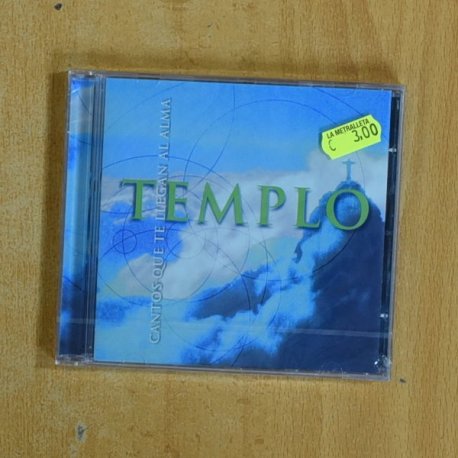 LA METRALLETA
€ 3,00
TEMPLO
CANTOS QUE TE LLEGAN AL ALMA